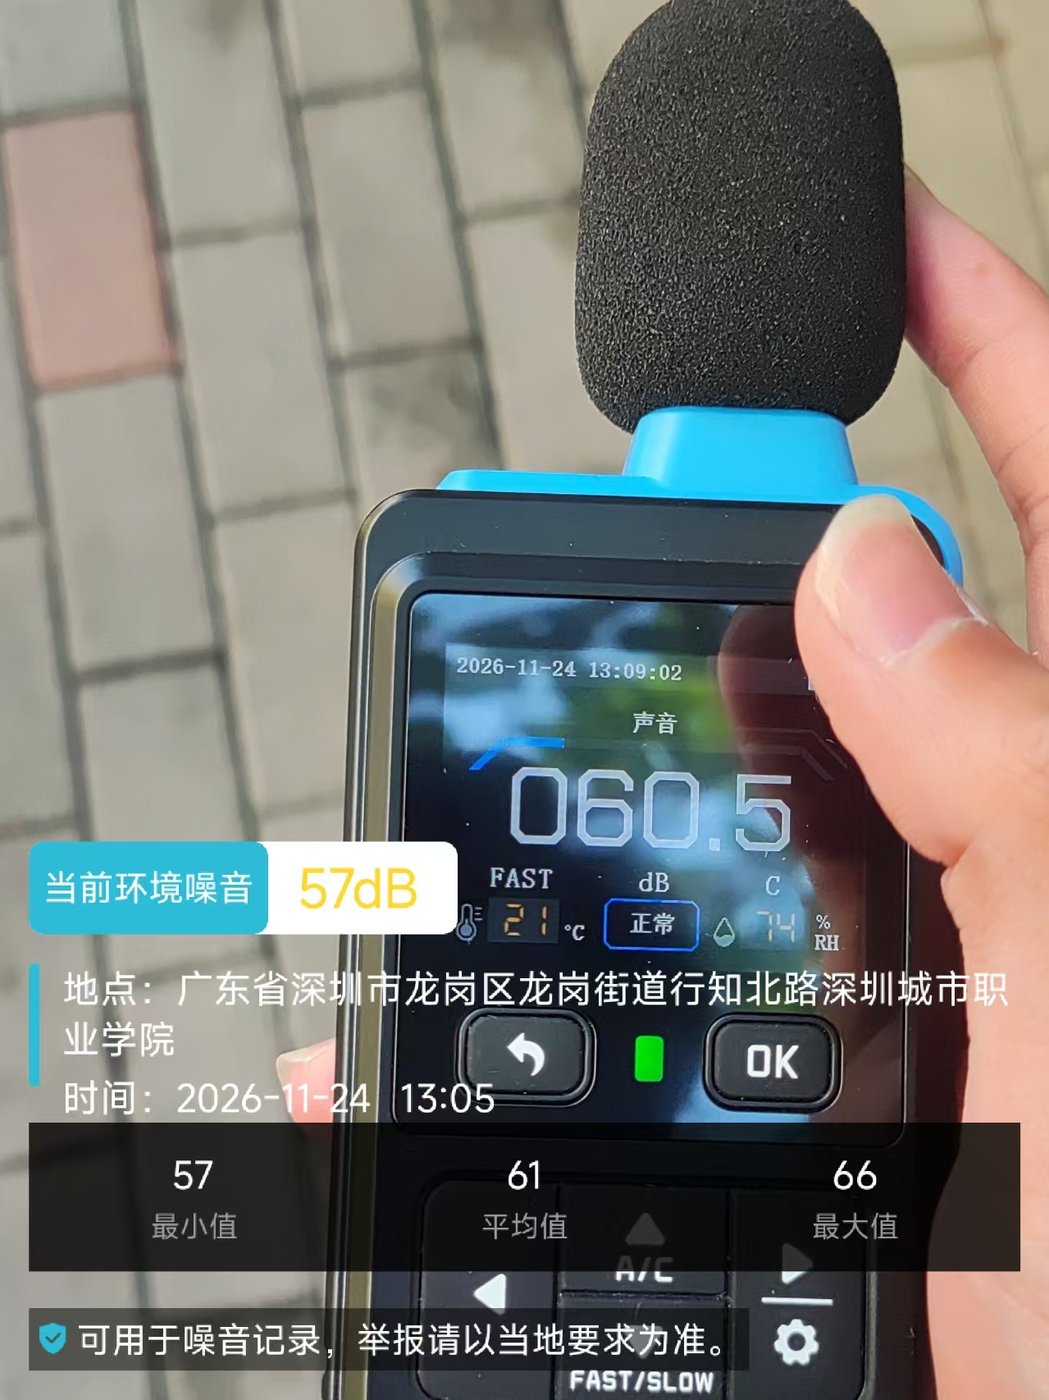 2026-11-24 13:09:02
声音
060.5
FAST dB C
21 °C 正常 74 % RH
当前环境噪音 57dB
地点：广东省深圳市龙岗区龙岗街道行知北路深圳城市职
业学院
时间：2026-11-24 13:05
OK
57 61 66
最小值 平均值 最大值
A/C
可用于噪音记录，举报请以当地要求为准。
FAST/SLOW